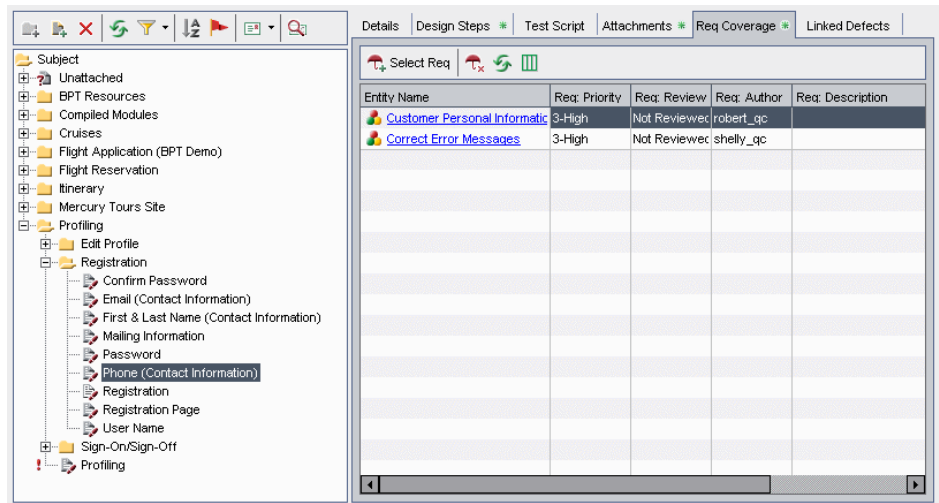 Details Design Steps * Test Script Attachments * Req Coverage * Linked Defects
Select Req
Subject
Unattached
BPT Resources
Compiled Modules
Cruises
Flight Application (BPT Demo)
Flight Reservation
Itinerary
Mercury Tours Site
Profiling
Edit Profile
Registration
Confirm Password
Email (Contact Information)
First & Last Name (Contact Information)
Mailing Information
Password
Phone (Contact Information)
Registration
Registration Page
User Name
Sign-On/Sign-Off
Profiling
Entity Name Req: Priority Req: Review Req: Author Req: Description
Customer Personal Informatic 3-High Not Reviewec robert_qc
Correct Error Messages 3-High Not Reviewec shelly_qc